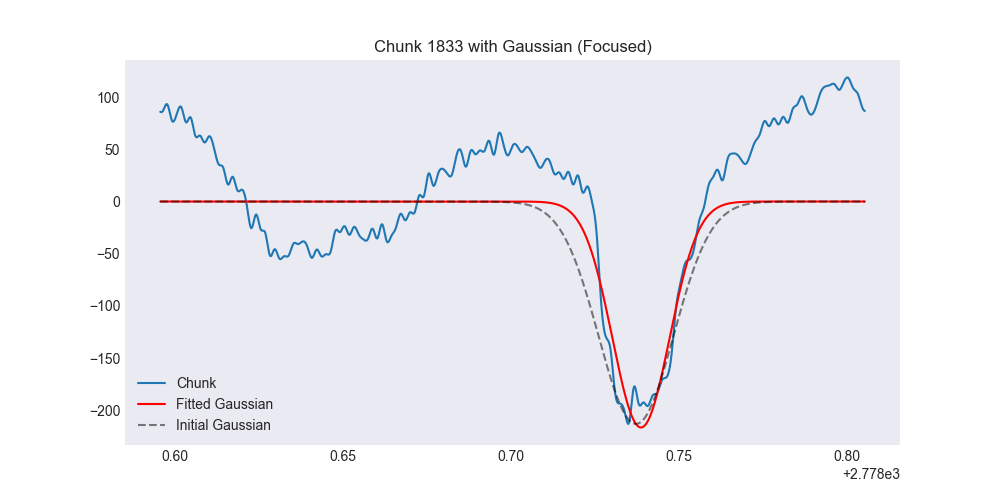 Chunk 1833 with Gaussian (Focused)
100
50
0
−50
−100
−150
−200
Chunk
Fitted Gaussian
Initial Gaussian
0.60 0.65 0.70 0.75 0.80
+2.778e3